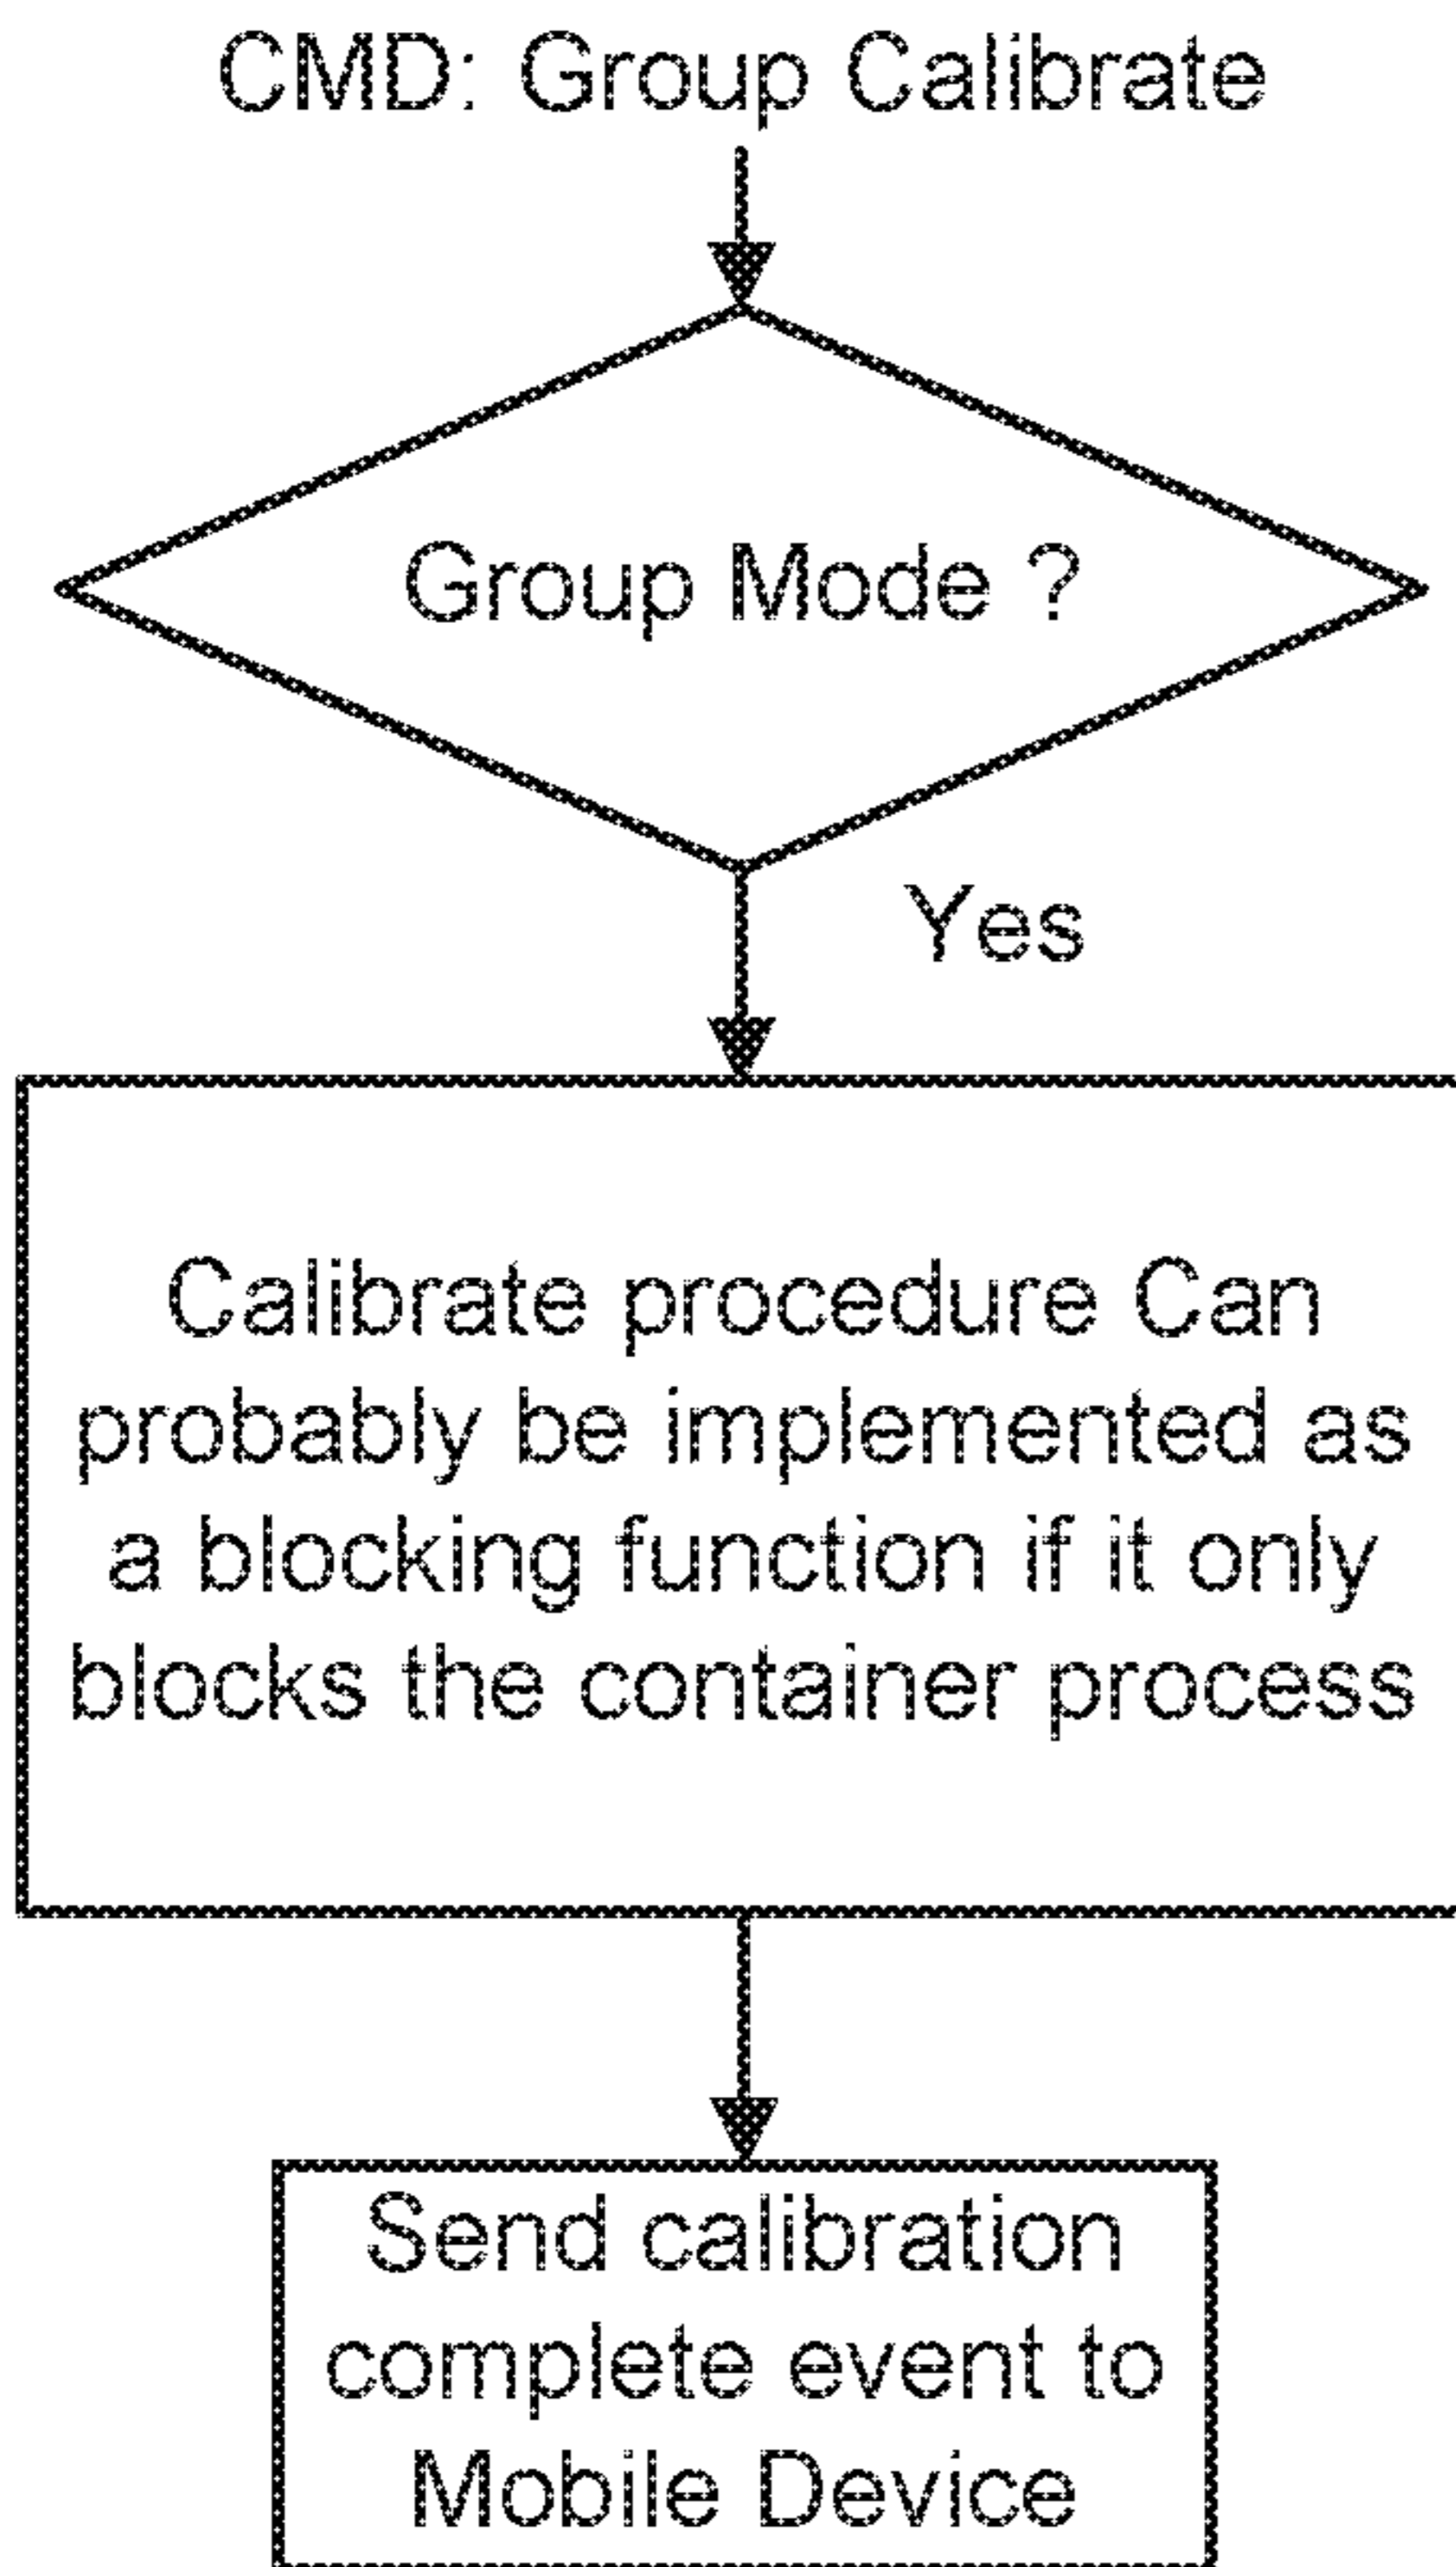 CMD: Group Calibrate
Group Mode ?
Yes
Calibrate procedure Can
probably be implemented as
a blocking function if it only
blocks the container process
Send calibration
complete event to
Mobile Device